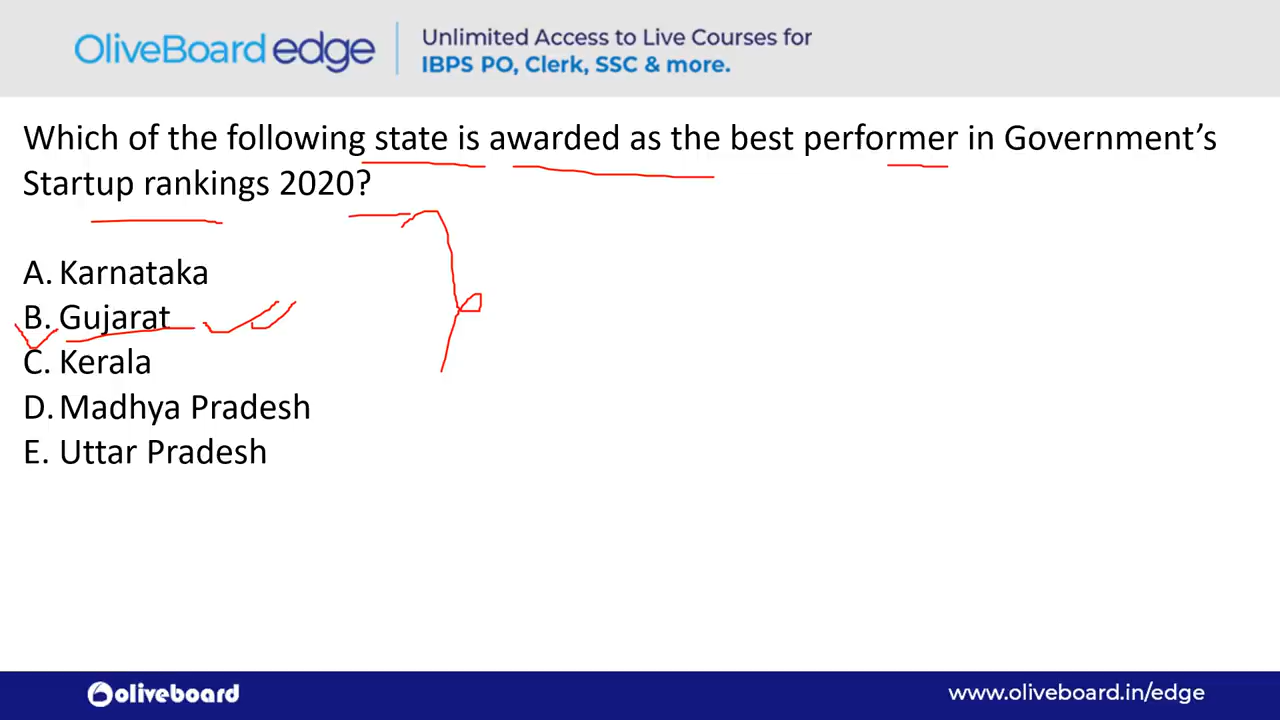 OliveBoard edge
Unlimited Access to Live Courses for
IBPS PO, Clerk, SSC & more.
Which of the following state is awarded as the best performer in Government’s
Startup rankings 2020?
A. Karnataka
B. Gujarat
C. Kerala
D. Madhya Pradesh
E. Uttar Pradesh
oliveboard
www.oliveboard.in/edge